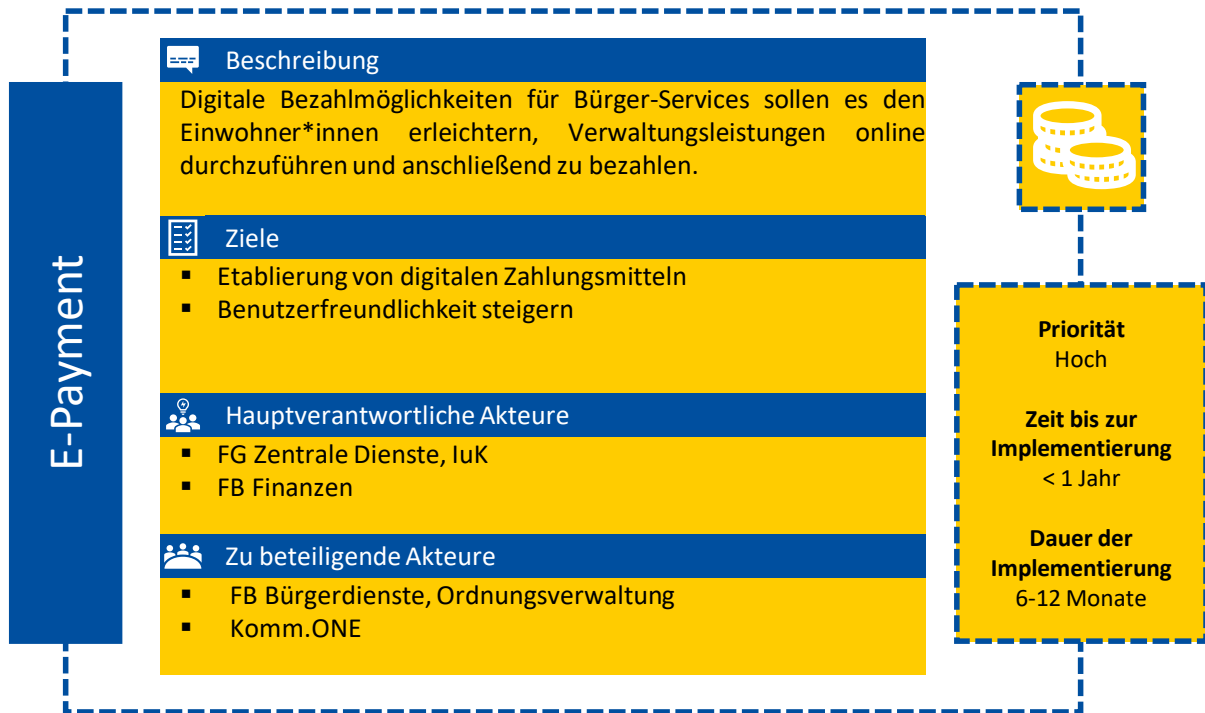 E-Payment
Beschreibung
Digitale Bezahlmöglichkeiten für Bürger-Services sollen es den
Einwohner*innen erleichtern, Verwaltungsleistungen online
durchzuführen und anschließend zu bezahlen.
Ziele
▪ Etablierung von digitalen Zahlungsmitteln
▪ Benutzerfreundlichkeit steigern
Hauptverantwortliche Akteure
▪ FG Zentrale Dienste, IuK
▪ FB Finanzen
Zu beteiligende Akteure
▪ FB Bürgerdienste, Ordnungsverwaltung
▪ Komm.ONE
Priorität
Hoch
Zeit bis zur
Implementierung
< 1 Jahr
Dauer der
Implementierung
6-12 Monate